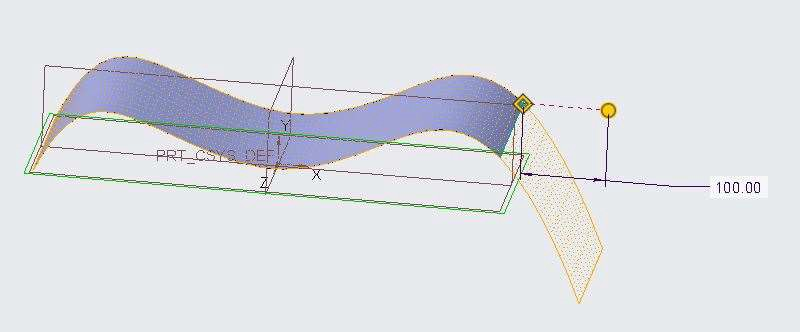 Y
PRT_CSYS_DEF
X
Z
100.00